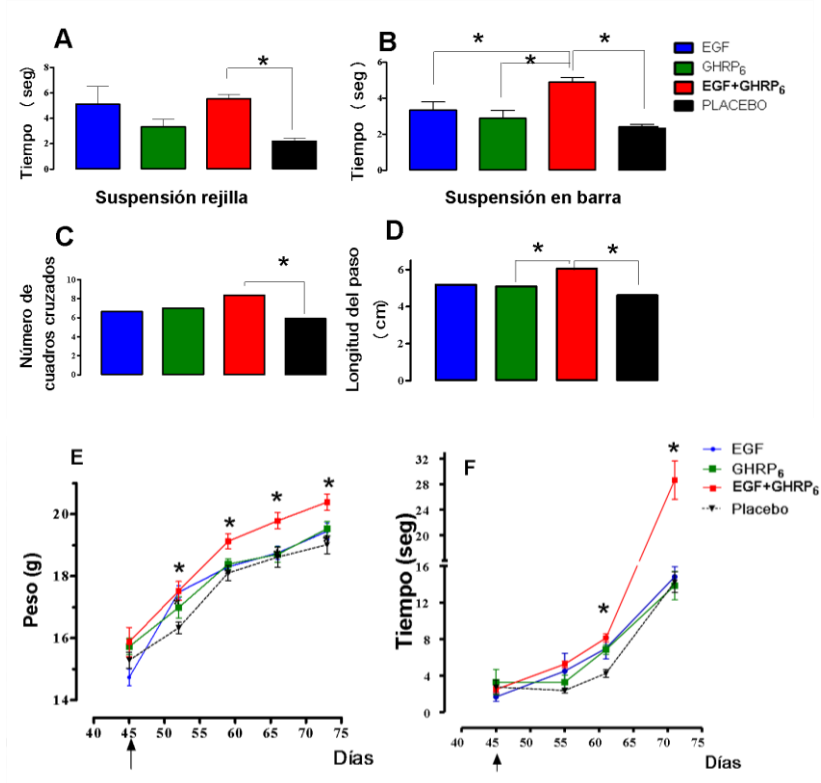 A
B
EGF
GHRP6
EGF+GHRP6
PLACEBO
*
* * *
Tiempo ( seg)
8
6
4
2
0
Tiempo ( seg)
6
4
2
0
Suspensión rejilla
Suspensión en barra
C
D
*
* *
Número de
cuadros cruzados
10
8
6
4
2
0
Longitud del paso
(cm)
6
4
2
0
E
F
EGF
GHRP6
EGF+GHRP6
Placebo
Peso (g)
20
18
16
14
* * * * *
40 45 50 55 60 65 70 75
Días
Tiempo (seg)
32
28
24
20
16
12
8
4
0
* *
40 45 50 55 60 65 70 75
Días